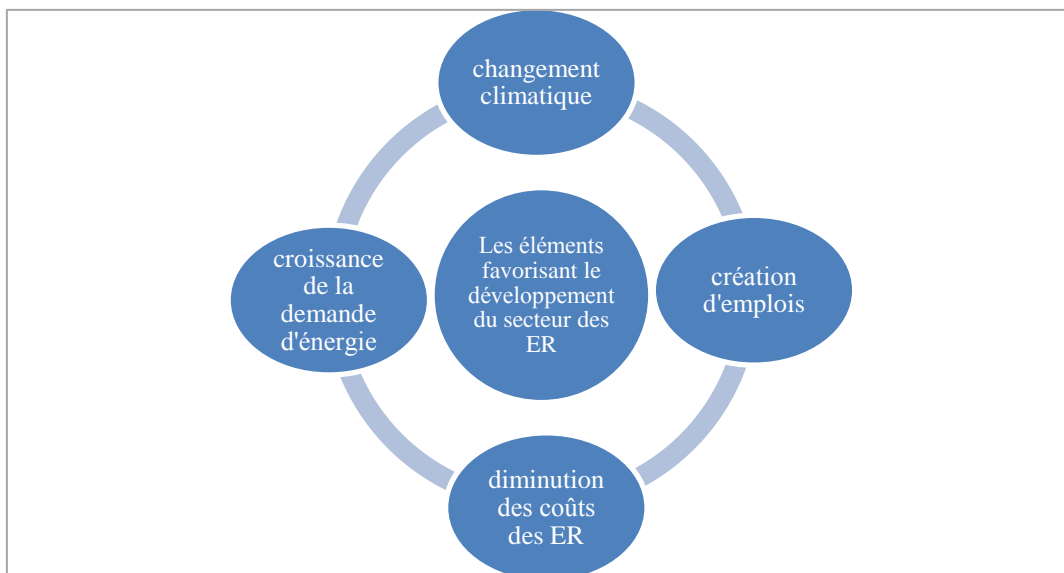 changement
climatique
Les éléments
favorisant le
développement
du secteur des
ER
création
d'emplois
diminution
des coûts
des ER
croissance
de la
demande
d'énergie